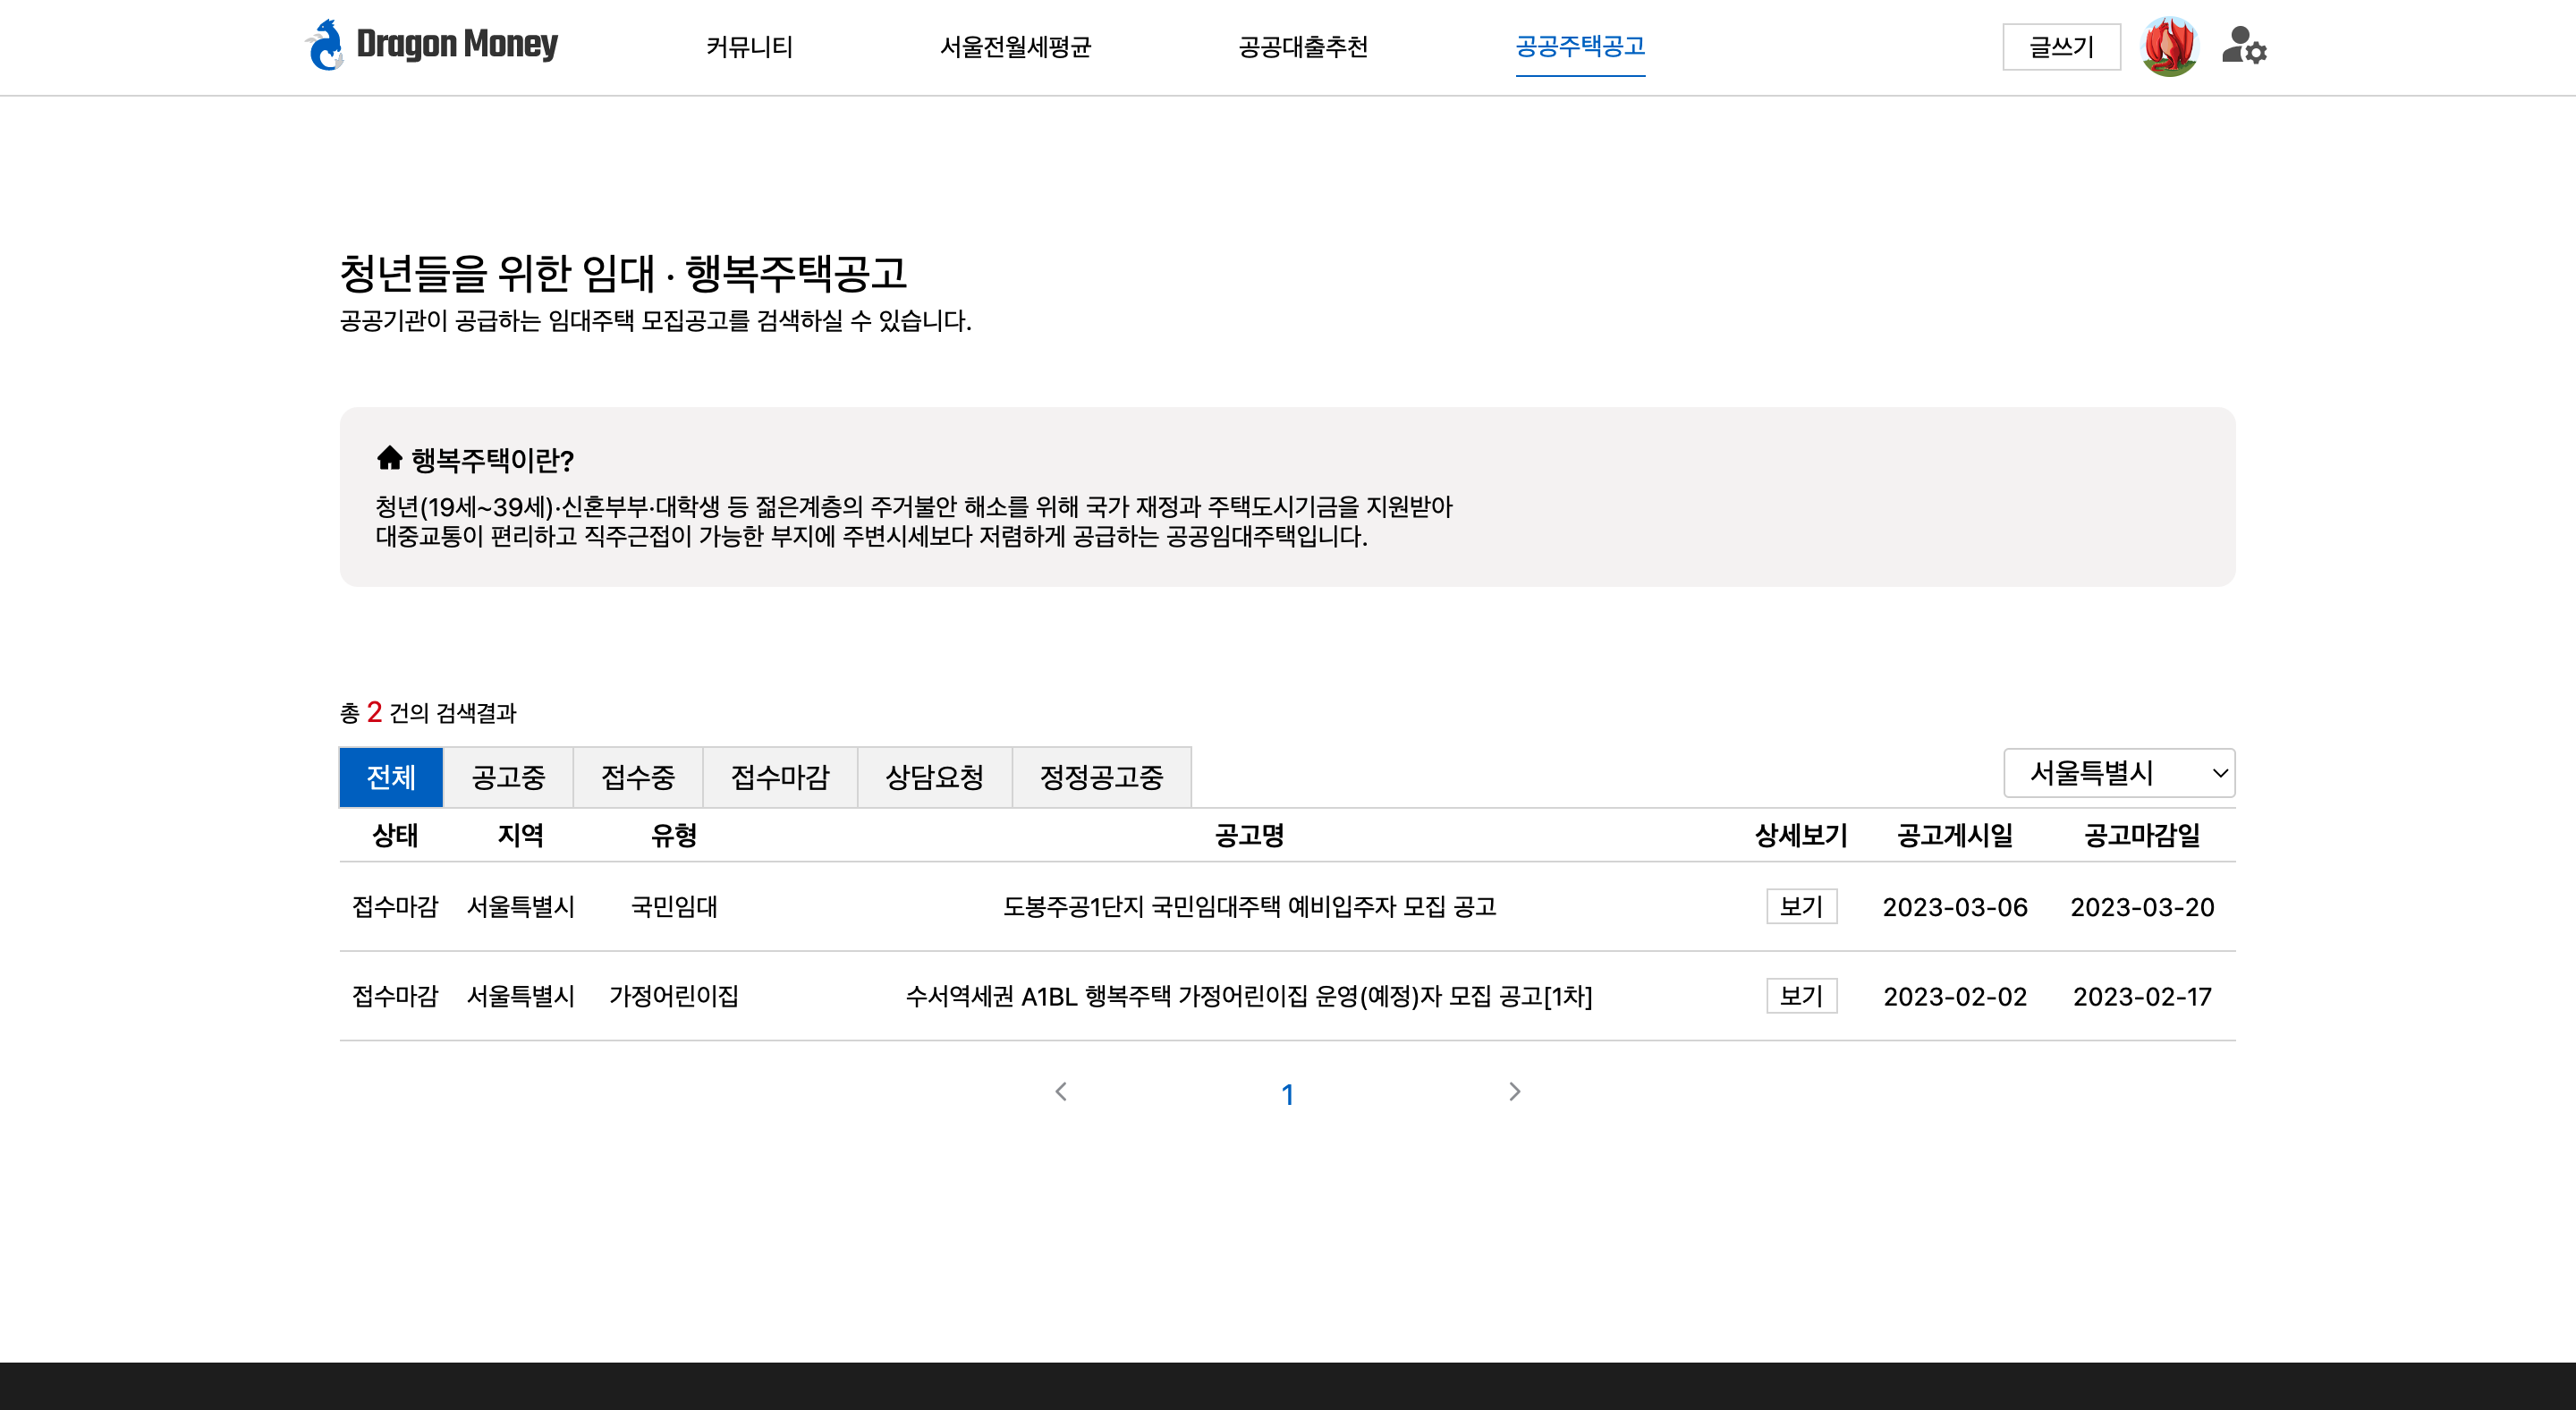 Dragon Money
커뮤니티
서울전월세평균
공공대출추천
공공주택공고
글쓰기
청년들을 위한 임대 · 행복주택공고
공공기관이 공급하는 임대주택 모집공고를 검색하실 수 있습니다.
행복주택이란?
청년(19세~39세)·신혼부부·대학생 등 젊은계층의 주거불안 해소를 위해 국가 재정과 주택도시기금을 지원받아
대중교통이 편리하고 직주근접이 가능한 부지에 주변시세보다 저렴하게 공급하는 공공임대주택입니다.
총 2 건의 검색결과
전체 공고중 접수중 접수마감 상담요청 정정공고중 서울특별시
상태 지역 유형 공고명 상세보기 공고게시일 공고마감일
접수마감 서울특별시 국민임대 도봉주공1단지 국민임대주택 예비입주자 모집 공고 보기 2023-03-06 2023-03-20
접수마감 서울특별시 가정어린이집 수서역세권 A1BL 행복주택 가정어린이집 운영(예정)자 모집 공고[1차] 보기 2023-02-02 2023-02-17
1